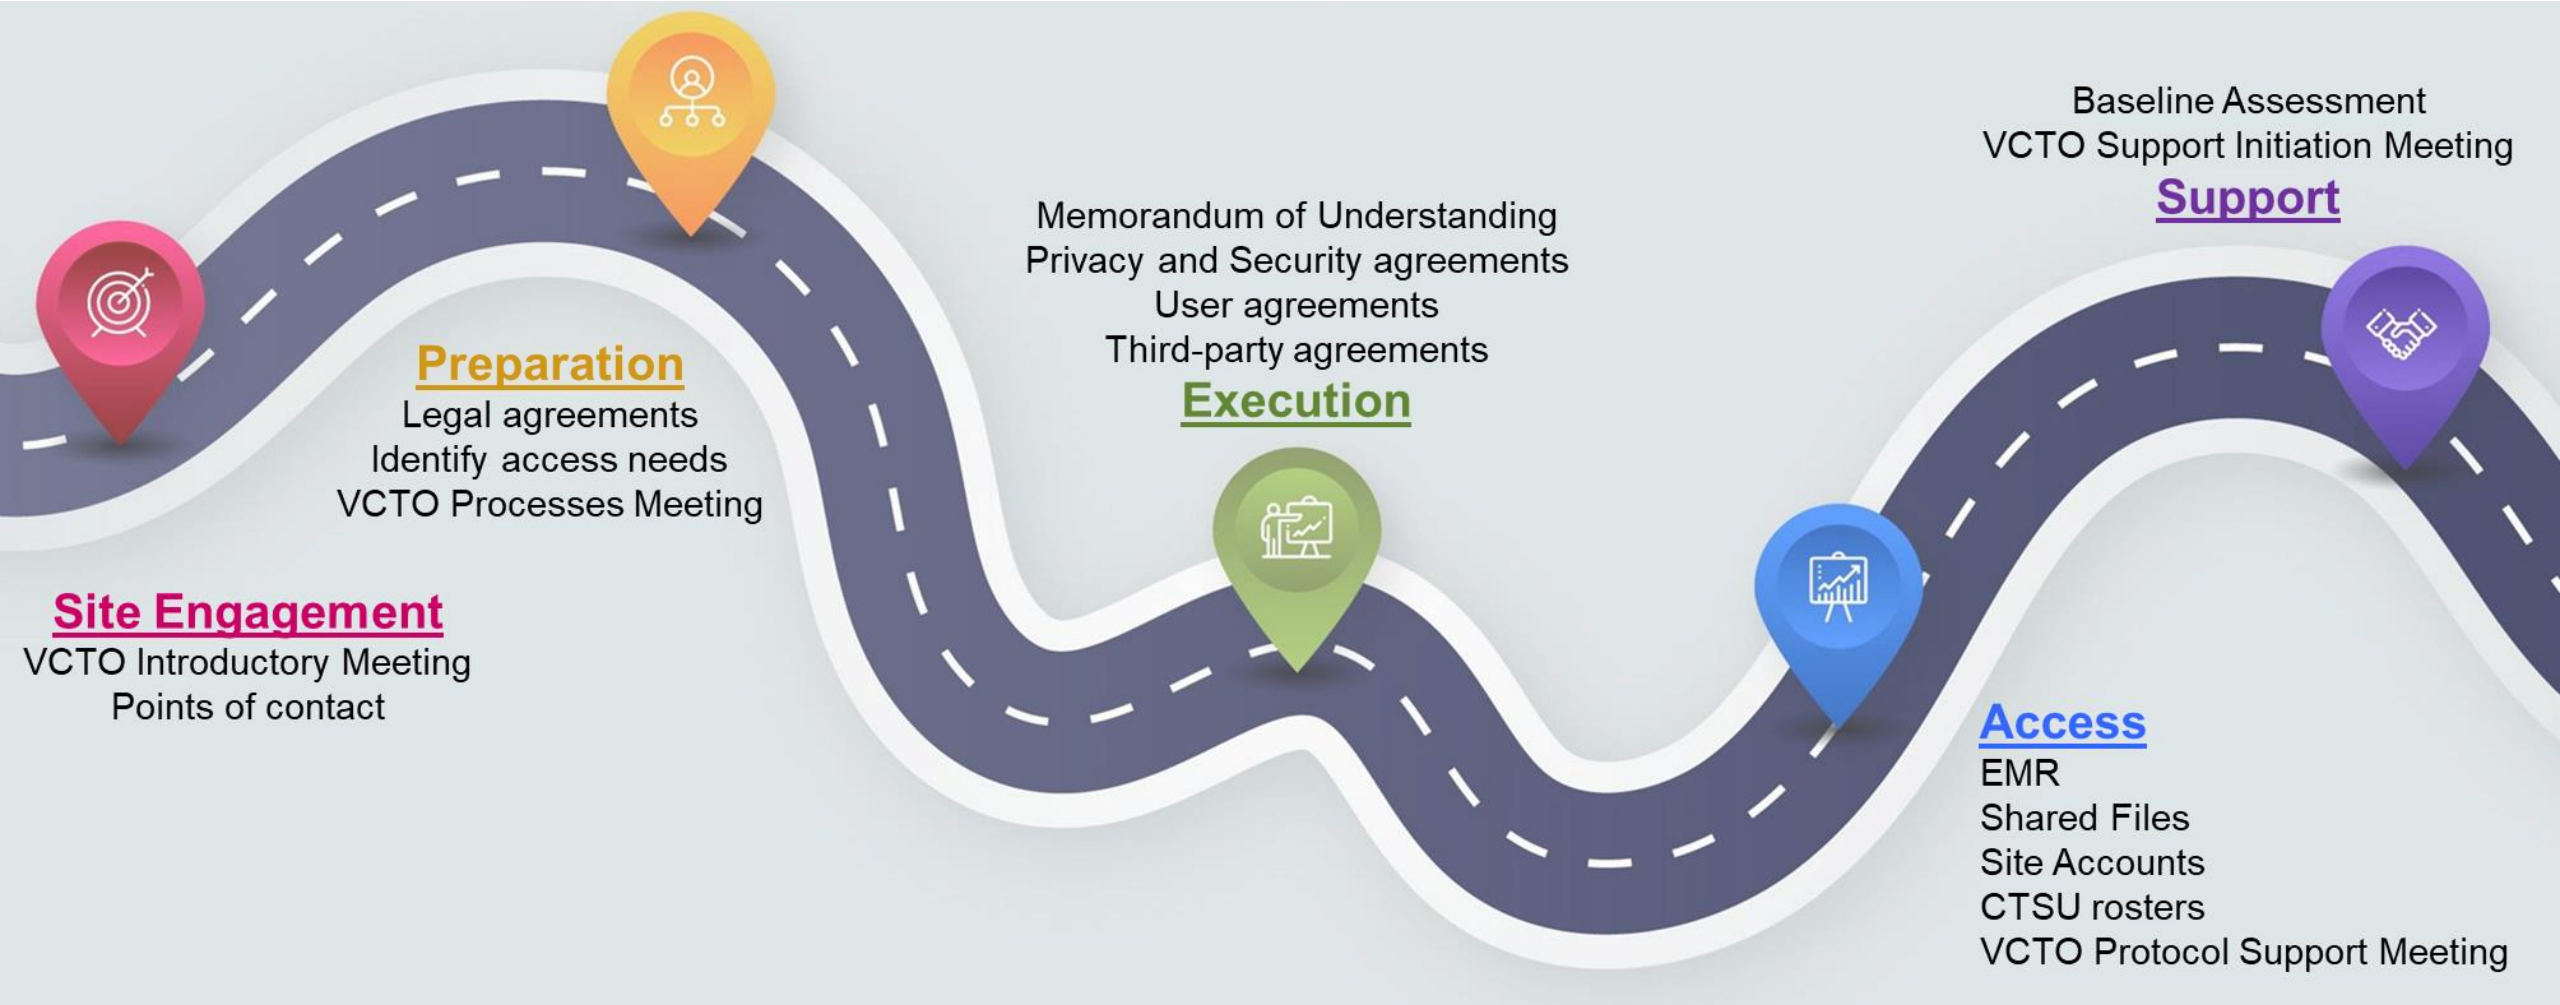 Site Engagement
VCTO Introductory Meeting
Points of contact
Preparation
Legal agreements
Identify access needs
VCTO Processes Meeting
Memorandum of Understanding
Privacy and Security agreements
User agreements
Third-party agreements
Execution
Access
EMR
Shared Files
Site Accounts
CTSU rosters
VCTO Protocol Support Meeting
Baseline Assessment
VCTO Support Initiation Meeting
Support